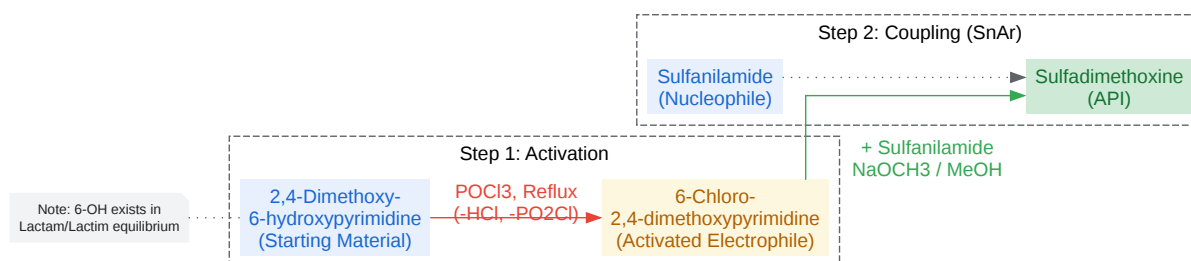 Step 2: Coupling (SnAr)
Sulfanilamide
(Nucleophile)
Sulfadimethoxine
(API)
+ Sulfanilamide
NaOCH3 / MeOH
Step 1: Activation
Note: 6-OH exists in
Lactam/Lactim equilibrium
2,4-Dimethoxy-
6-hydroxypyrimidine
(Starting Material)
POCl3, Reflux
(-HCl, -PO2Cl)
6-Chloro-
2,4-dimethoxypyrimidine
(Activated Electrophile)